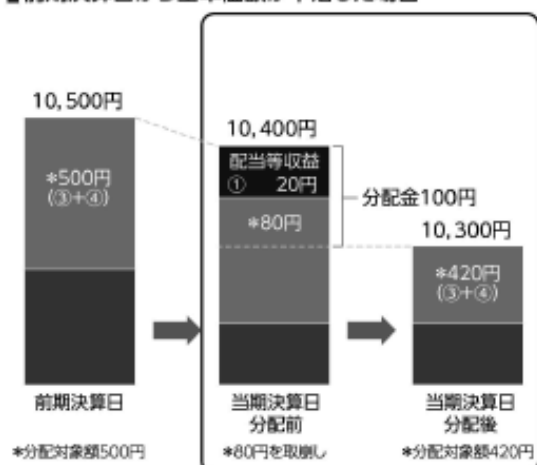 10,500円
*500円
(③+④)
前期決算日
*分配対象額500円
10,400円
配当等収益
① 20円
*80円
分配金100円
当期決算日
分配前
*80円を取崩し
10,300円
*420円
(③+④)
当期決算日
分配後
*分配対象額420円